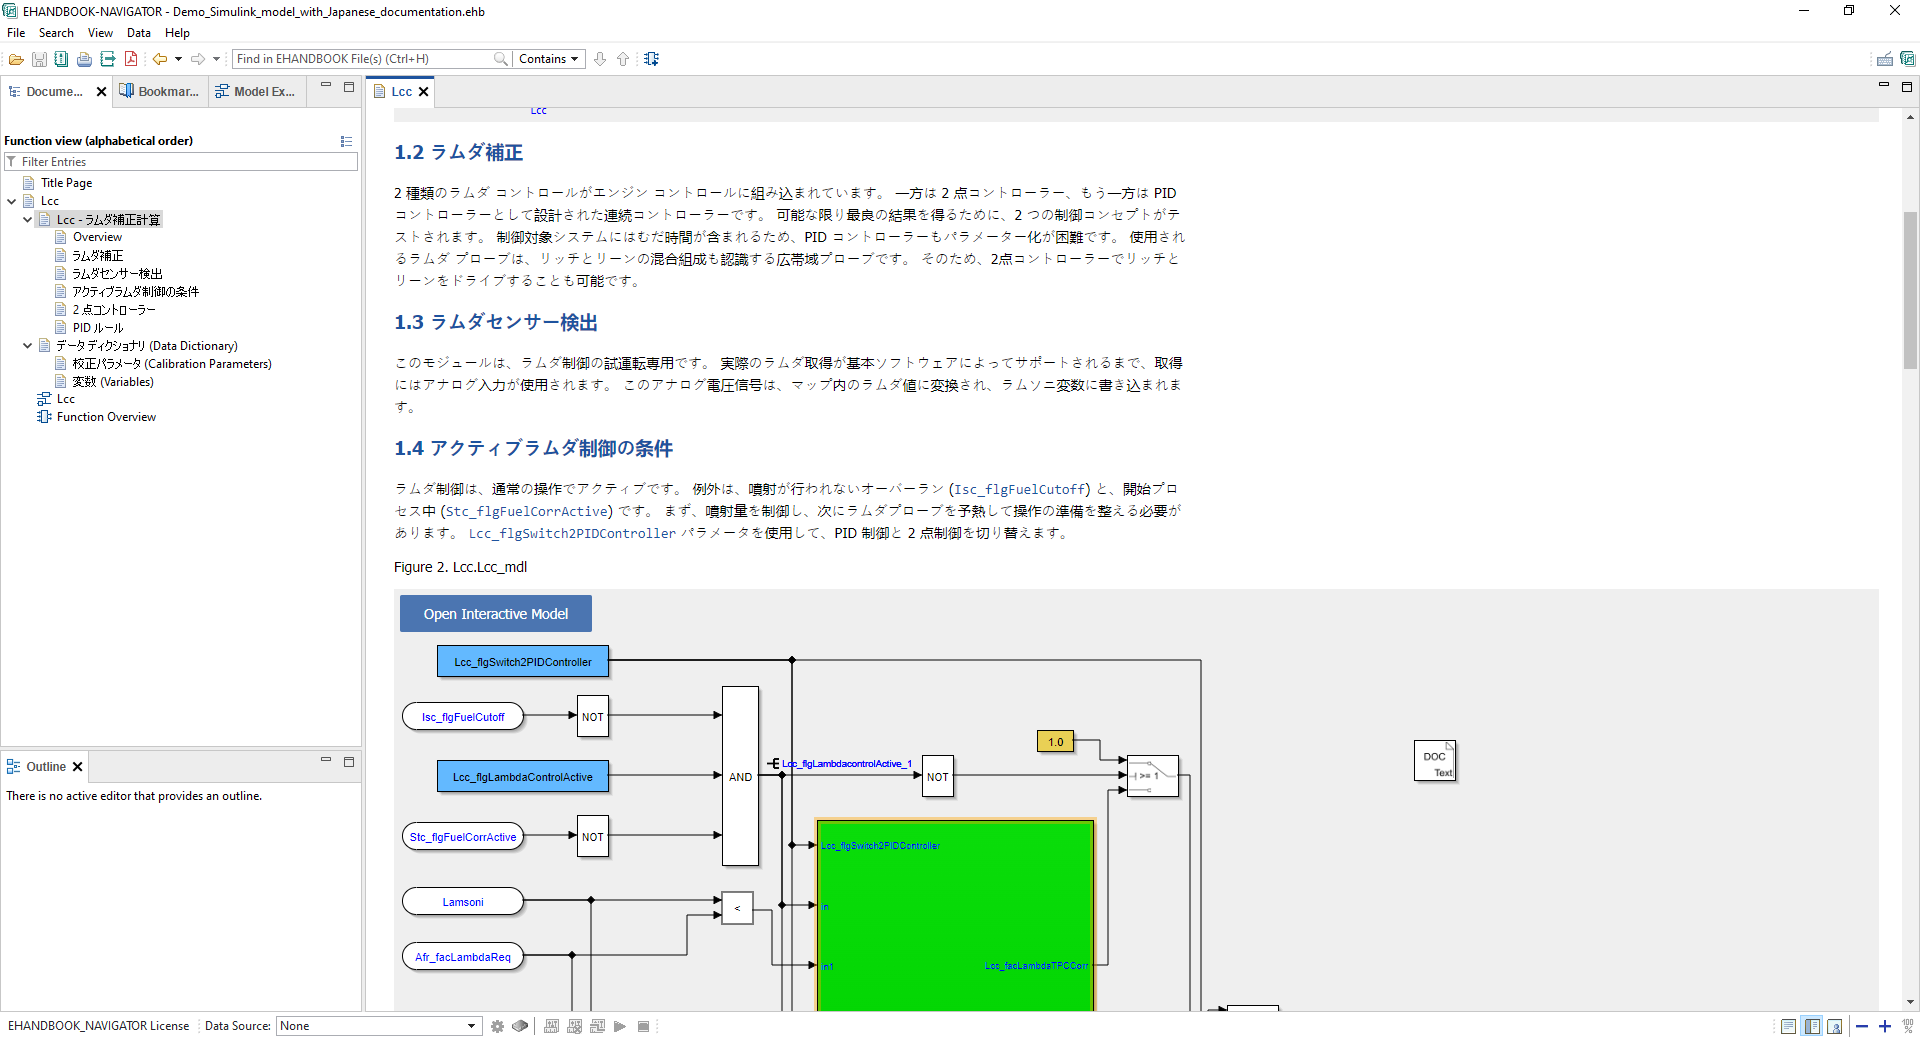 EHANDBOOK-NAVIGATOR - Demo_Simulink_model_with_Japanese_documentation.ehb
File Search View Data Help
Find in EHANDBOOK File(s) (Ctrl+H) Contains
Docume... Bookmar... Model Ex...
Function view (alphabetical order)
Filter Entries
Title Page
Lcc
Lcc - ラムダ補正計算
Overview
ラムダ補正
ラムダセンサー検出
アクティブラムダ制御の条件
2 点コントローラー
PID ルール
データ ディクショナリ (Data Dictionary)
校正パラメータ (Calibration Parameters)
変数 (Variables)
Lcc
Function Overview
Outline
There is no active editor that provides an outline.
Lcc
Lcc
1.2 ラムダ補正
2 種類のラムダ コントロールがエンジン コントロールに組み込まれています。 一方は 2 点コントローラー、もう一方は PID
コントローラーとして設計された連続コントローラーです。 可能な限り最良の結果を得るために、2 つの制御コンセプトがテ
ストされます。 制御対象システムにはむだ時間が含まれるため、PID コントローラーもパラメーター化が困難です。 使用され
るラムダ プローブは、リッチとリーンの混合組成も認識する広帯域プローブです。 そのため、2点コントローラーでリッチと
リーンをドライブすることも可能です。
1.3 ラムダセンサー検出
このモジュールは、ラムダ制御の試運転専用です。 実際のラムダ取得が基本ソフトウェアによってサポートされるまで、取得
にはアナログ入力が使用されます。 このアナログ電圧信号は、マップ内のラムダ値に変換され、ラムソニ変数に書き込まれま
す。
1.4 アクティブラムダ制御の条件
ラムダ制御は、通常の操作でアクティブです。 例外は、噴射が行われないオーバーラン (Isc_flgFuelCutoff) と、開始プロ
セス中 (Stc_flgFuelCorrActive) です。 まず、噴射量を制御し、次にラムダプローブを予熱して操作の準備を整える必要が
あります。 Lcc_flgSwitch2PIDController パラメータを使用して、PID 制御と 2 点制御を切り替えます。
Figure 2. Lcc.Lcc_mdl
Open Interactive Model
Lcc_flgSwitch2PIDController
Isc_flgFuelCutoff
NOT
Lcc_flgLambdaControlActive
AND
Lcc_flgLambdacontrolActive_1
NOT
1.0
>= 1
DOC
Text
Stc_flgFuelCorrActive
NOT
Lcc_flgSwitch2PIDController
Lamsoni
<
in
Afr_facLambdaReq
in1
Lcc_facLambdaTPCCorr
EHANDBOOK_NAVIGATOR License Data Source: None
100
%